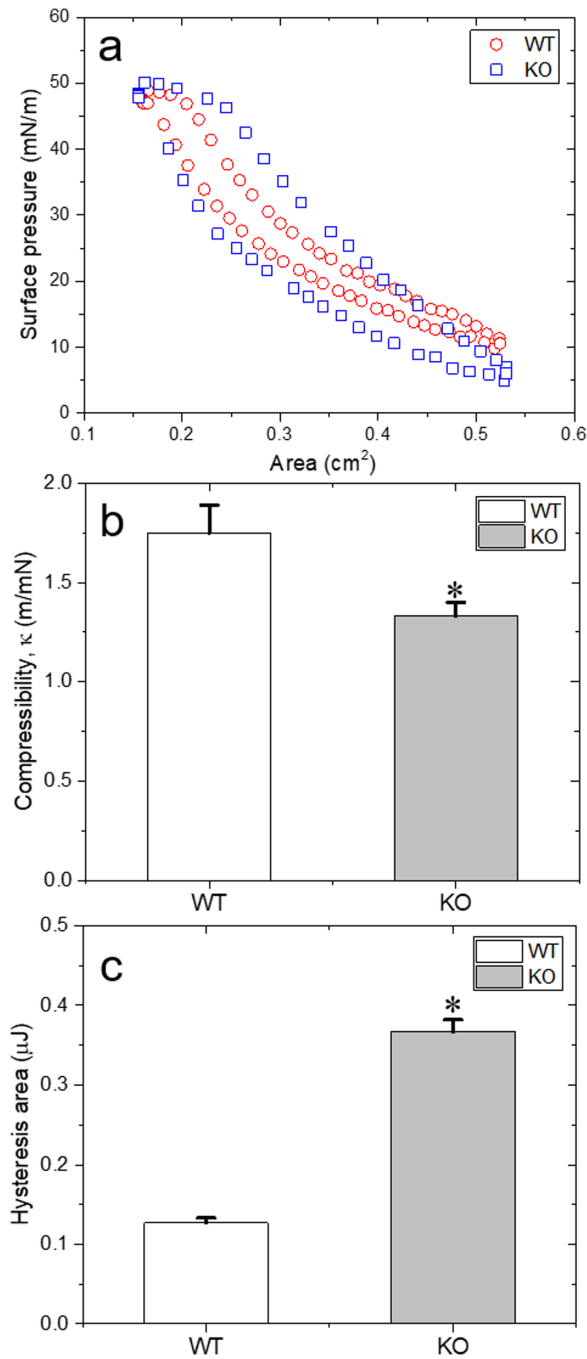 a
WT
KO
60
50
40
30
20
10
0
Surface pressure (mN/m)
0.1 0.2 0.3 0.4 0.5 0.6
Area (cm²)
b
WT
KO
2.0
1.5
1.0
0.5
0.0
Compressibility, κ (m/mN)
*
WT KO
c
WT
KO
0.5
0.4
0.3
0.2
0.1
0.0
Hysteresis area (μJ)
*
WT KO